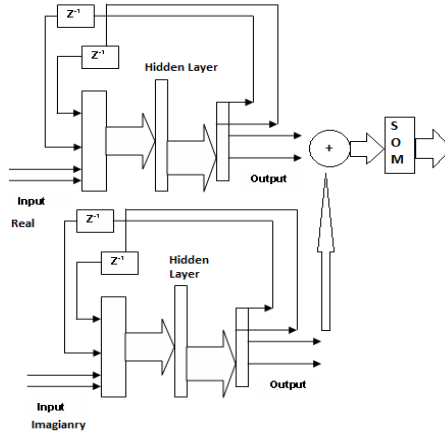 Z-1
Z-1
Hidden Layer
Input
Real
Output
+
S
O
M
Z-1
Z-1
Hidden
Layer
Input
Imagianry
Output